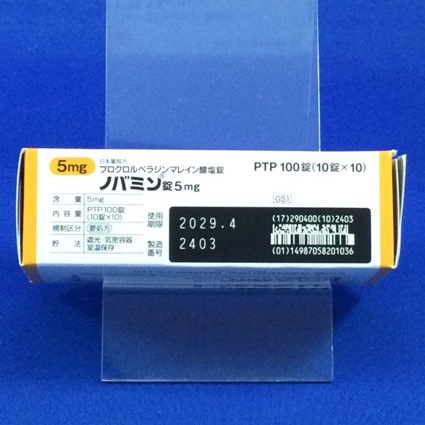 5mg
日本薬局方
プロクロルペラジンマレイン酸塩錠
ノバミン錠5mg
PTP 100錠(10錠×10)
含 量 5mg
内 容 量 PTP100錠
(10錠×10)
規制区分 要処方
貯 法 遮光・気密容器
室温保存
使用
期限 2029.4
製造
番号 2403
GS1
(17)290400(10)2403
(01)14987058201036